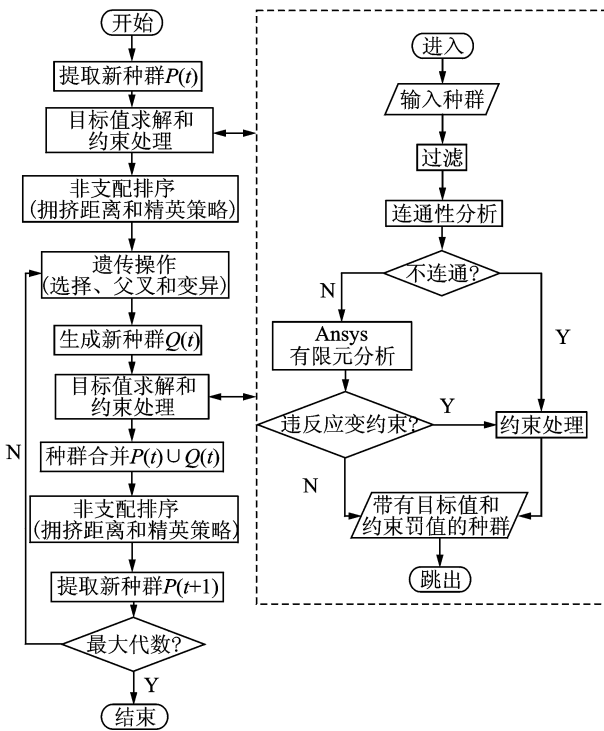 开始
提取新种群P(t)
目标值求解和
约束处理
非支配排序
(拥挤距离和精英策略)
遗传操作
(选择、父叉和变异)
生成新种群Q(t)
目标值求解和
约束处理
N
种群合并P(t)∪Q(t)
非支配排序
(拥挤距离和精英策略)
提取新种群P(t+1)
最大代数?
Y
结束
进入
输入种群
过滤
连通性分析
不连通?
N
Y
Ansys
有限元分析
违反应变约束?
Y
约束处理
N
带有目标值和
约束罚值的种群
跳出